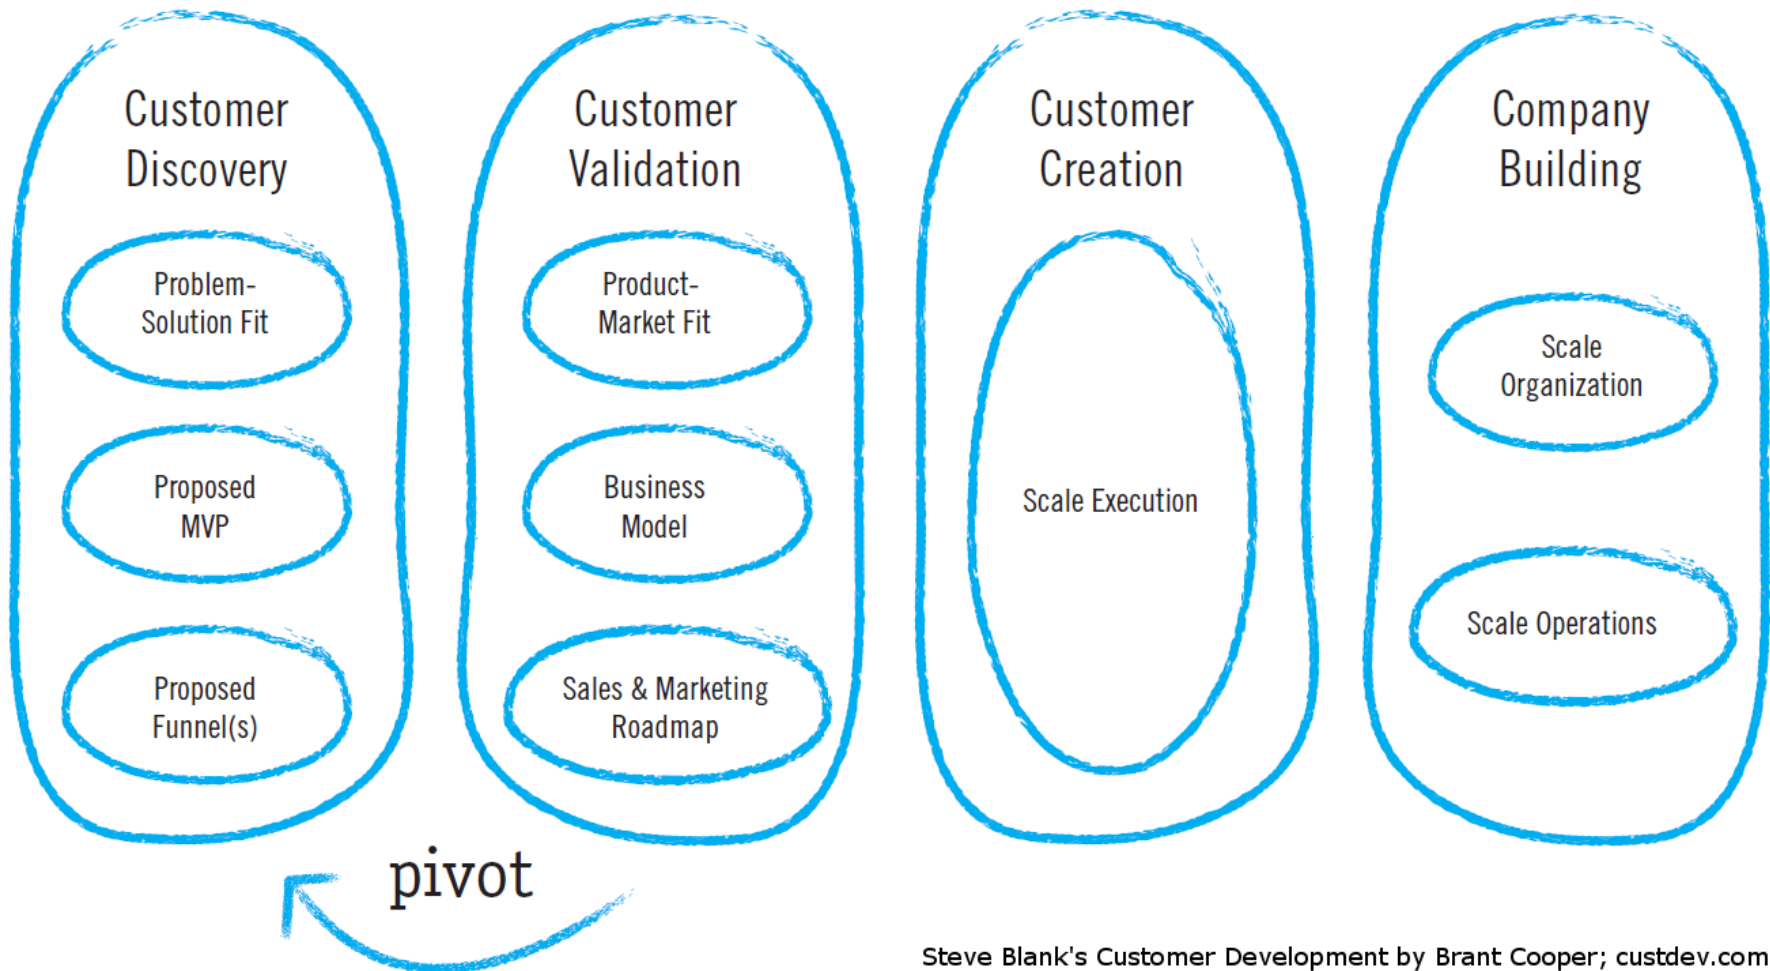 Customer
Discovery
Problem-
Solution Fit
Proposed
MVP
Proposed
Funnel(s)
Customer
Validation
Product-
Market Fit
Business
Model
Sales & Marketing
Roadmap
Customer
Creation
Scale Execution
Company
Building
Scale
Organization
Scale Operations
pivot
Steve Blank's Customer Development by Brant Cooper; custdev.com